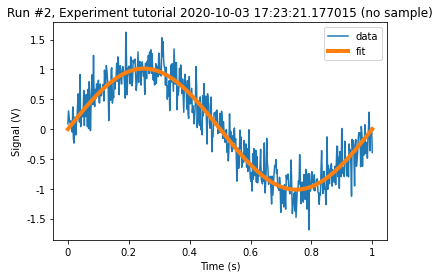 Run #2, Experiment tutorial 2020-10-03 17:23:21.177015 (no sample)
data
fit
Signal (V)
1.5
1
0.5
0
-0.5
-1
-1.5
0
0.2
0.4
0.6
0.8
1
Time (s)